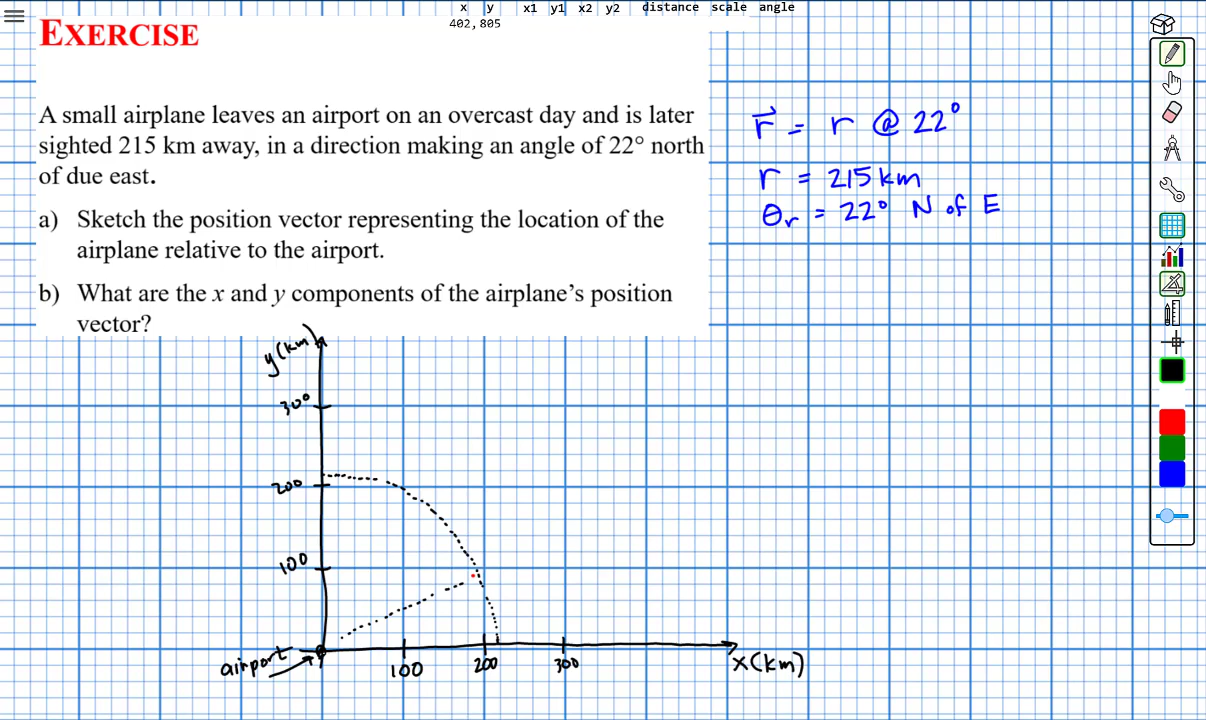 x y x1 y1 x2 y2 distance scale angle
402,805
EXERCISE
A small airplane leaves an airport on an overcast day and is later
sighted 215 km away, in a direction making an angle of 22° north
of due east.
a) Sketch the position vector representing the location of the
airplane relative to the airport.
b) What are the x and y components of the airplane's position
vector?
r⃗ = r @ 22°
r = 215 km
θr = 22° N of E
y(km)
300
200
100
airport
100 200 300
x(km)